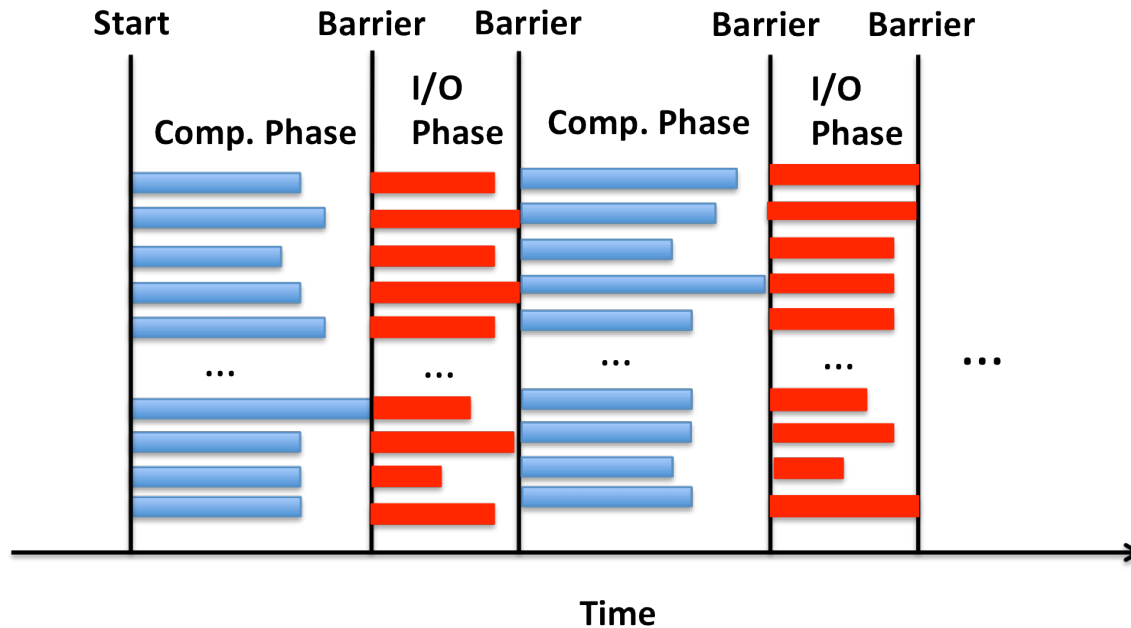 Start
Barrier
Barrier
Barrier
Barrier
I/O
Phase
I/O
Phase
Comp. Phase
Comp. Phase
...
...
...
...
...
Time